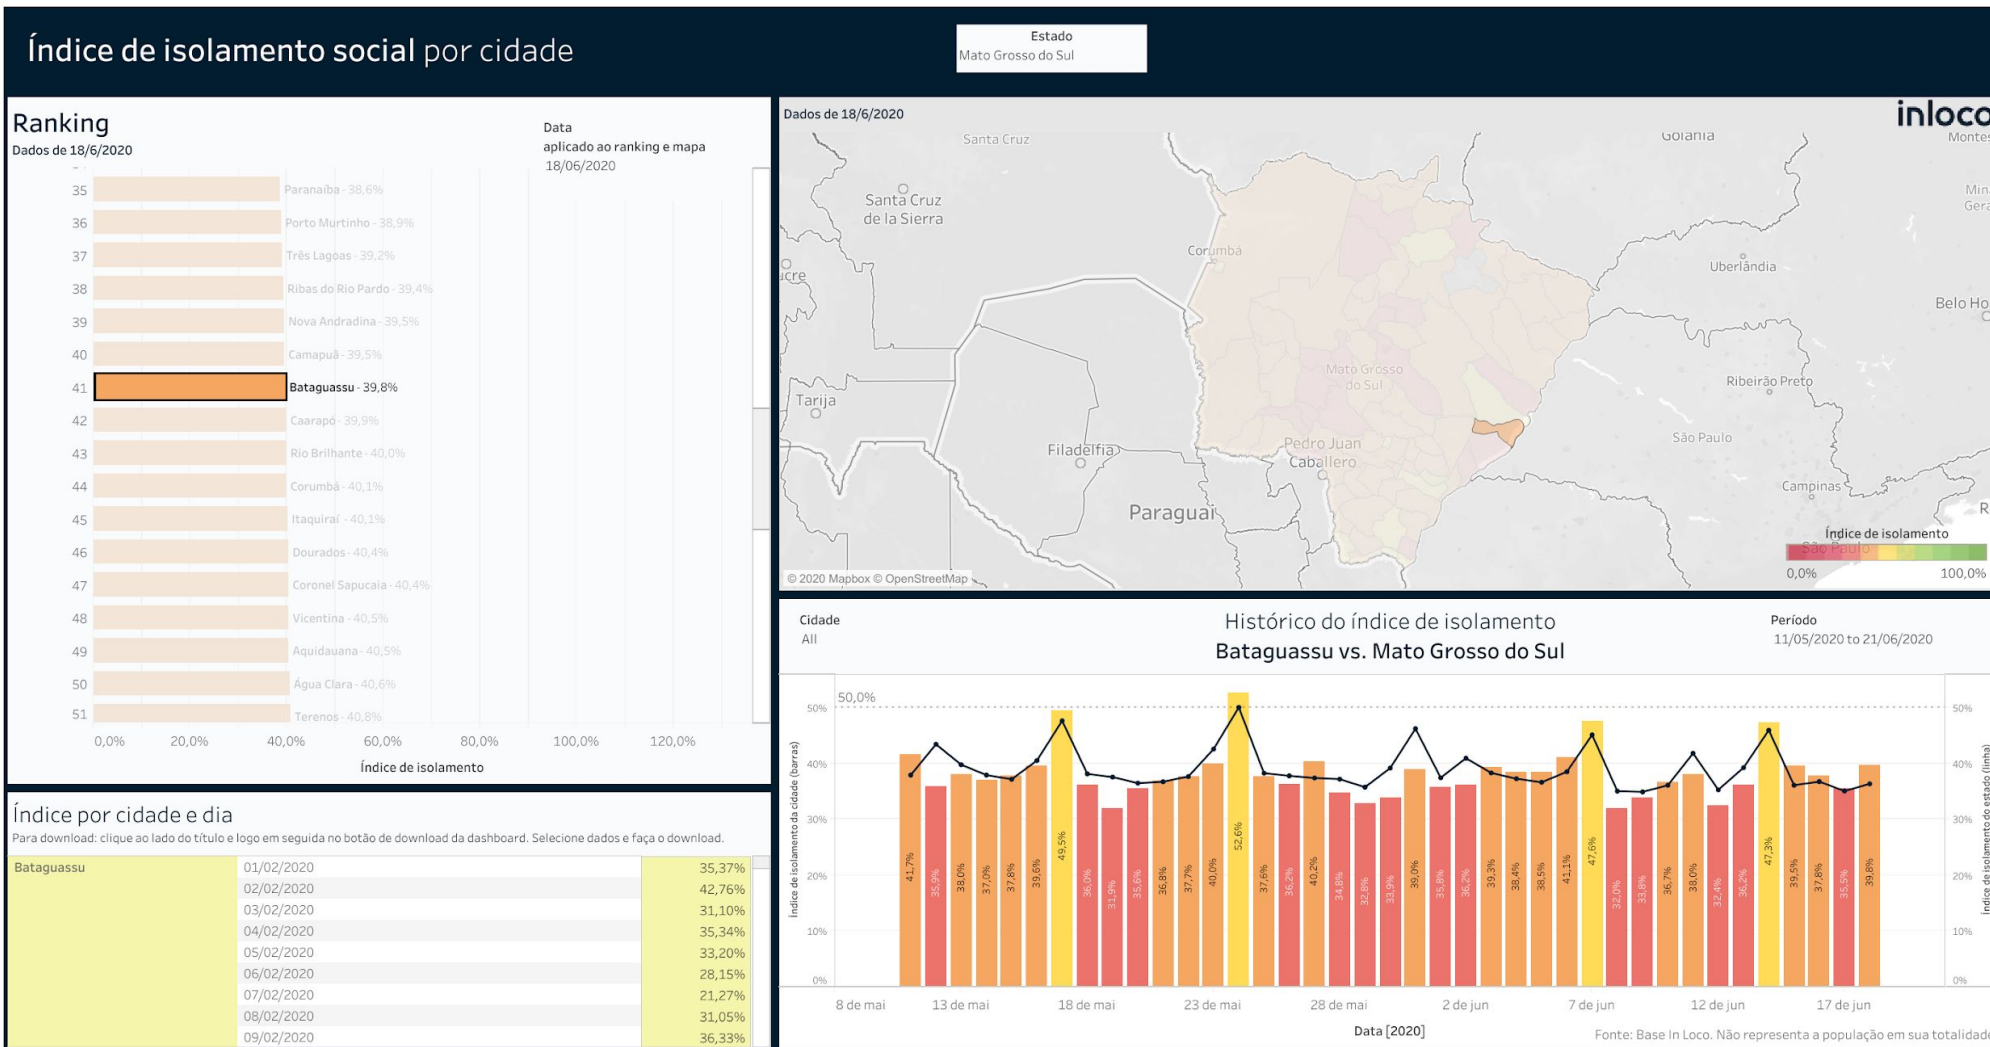 Índice de isolamento social por cidade
Estado
Mato Grosso do Sul
Ranking
Dados de 18/6/2020
Data
aplicado ao ranking e mapa
18/06/2020
35 Paranaíba - 38,6%
36 Porto Murtinho - 38,9%
37 Três Lagoas - 39,2%
38 Ribas do Rio Pardo - 39,4%
39 Nova Andradina - 39,5%
40 Camapuã - 39,5%
41 Bataguassu - 39,8%
42 Caarapó - 39,9%
43 Rio Brilhante - 40,0%
44 Corumbá - 40,1%
45 Itaquiraí - 40,1%
46 Dourados - 40,4%
47 Coronel Sapucaia - 40,4%
48 Vicentina - 40,5%
49 Aquidauana - 40,5%
50 Água Clara - 40,6%
51 Terenos - 40,8%
0,0% 20,0% 40,0% 60,0% 80,0% 100,0% 120,0%
Índice de isolamento
Índice por cidade e dia
Para download: clique ao lado do título e logo em seguida no botão de download da dashboard. Selecione dados e faça o download.
Bataguassu 01/02/2020 35,37%
02/02/2020 42,76%
03/02/2020 31,10%
04/02/2020 35,34%
05/02/2020 33,20%
06/02/2020 28,15%
07/02/2020 21,27%
08/02/2020 31,05%
09/02/2020 36,33%
Dados de 18/6/2020
inloco
Santa Cruz
Goiânia
Montes
Santa Cruz
de la Sierra
Min
Gera
Corumbá
ucre
Uberlândia
Belo Ho
Mato Grosso
do Sul
Ribeirão Preto
Tarija
Pedro Juan
Caballero
Filadélfia
São Paulo
Campinas
Paraguai
R
Índice de isolamento
São Paulo
0,0% 100,0%
© 2020 Mapbox © OpenStreetMap
Cidade
All
Histórico do índice de isolamento
Bataguassu vs. Mato Grosso do Sul
Período
11/05/2020 to 21/06/2020
50,0%
Índice de isolamento da cidade (barras)
50%
40%
30%
20%
10%
0%
41,7% 35,9% 38,0% 37,0% 37,8% 39,6% 49,5% 36,0% 31,9% 35,6% 36,8% 37,7% 40,0% 52,6% 37,6% 36,2% 40,2% 34,8% 32,8% 33,9% 39,0% 35,8% 36,2% 39,3% 38,4% 38,5% 41,1% 47,6% 32,0% 33,8% 36,7% 38,0% 32,4% 36,2% 47,3% 39,5% 37,8% 35,5% 39,8%
50%
40%
30%
20%
10%
0%
Índice de isolamento do estado (linha)
8 de mai 13 de mai 18 de mai 23 de mai 28 de mai 2 de jun 7 de jun 12 de jun 17 de jun
Data [2020]
Fonte: Base In Loco. Não representa a população em sua totalidade